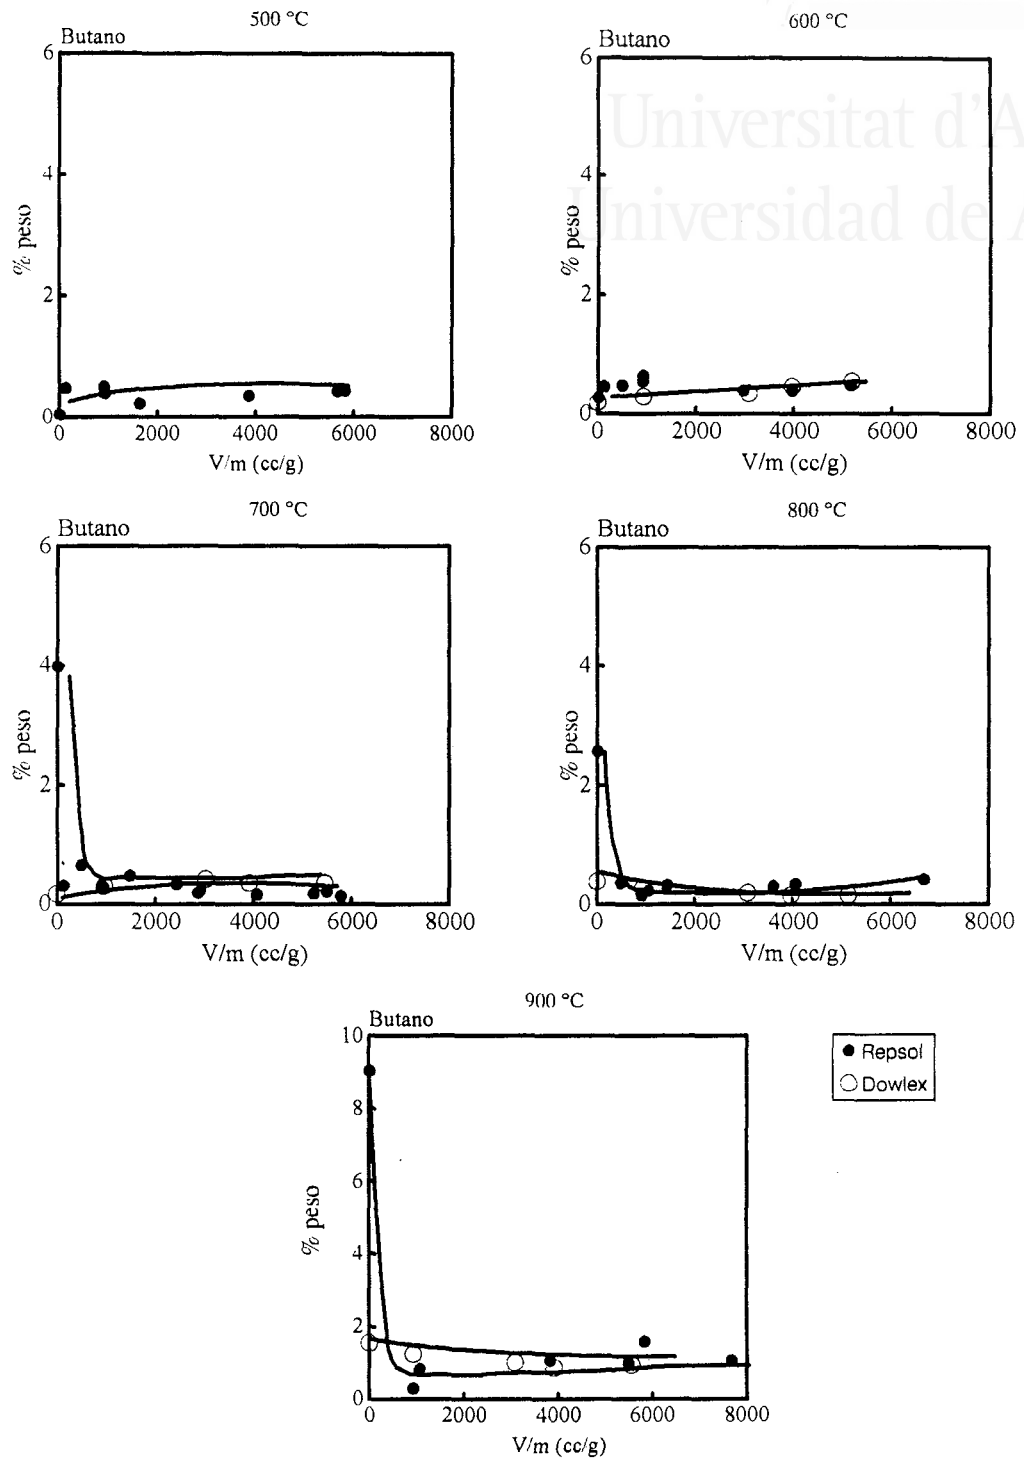 500 °C
Butano
6
4
2
0
% peso
0 2000 4000 6000 8000
V/m (cc/g)
600 °C
Butano
6
4
2
0
% peso
0 2000 4000 6000 8000
V/m (cc/g)
Universitat d'A
Universidad de A
700 °C
Butano
6
4
2
0
% peso
0 2000 4000 6000 8000
V/m (cc/g)
800 °C
Butano
6
4
2
0
% peso
0 2000 4000 6000 8000
V/m (cc/g)
900 °C
Butano
10
8
6
4
2
0
% peso
0 2000 4000 6000 8000
V/m (cc/g)
Repsol
Dowlex